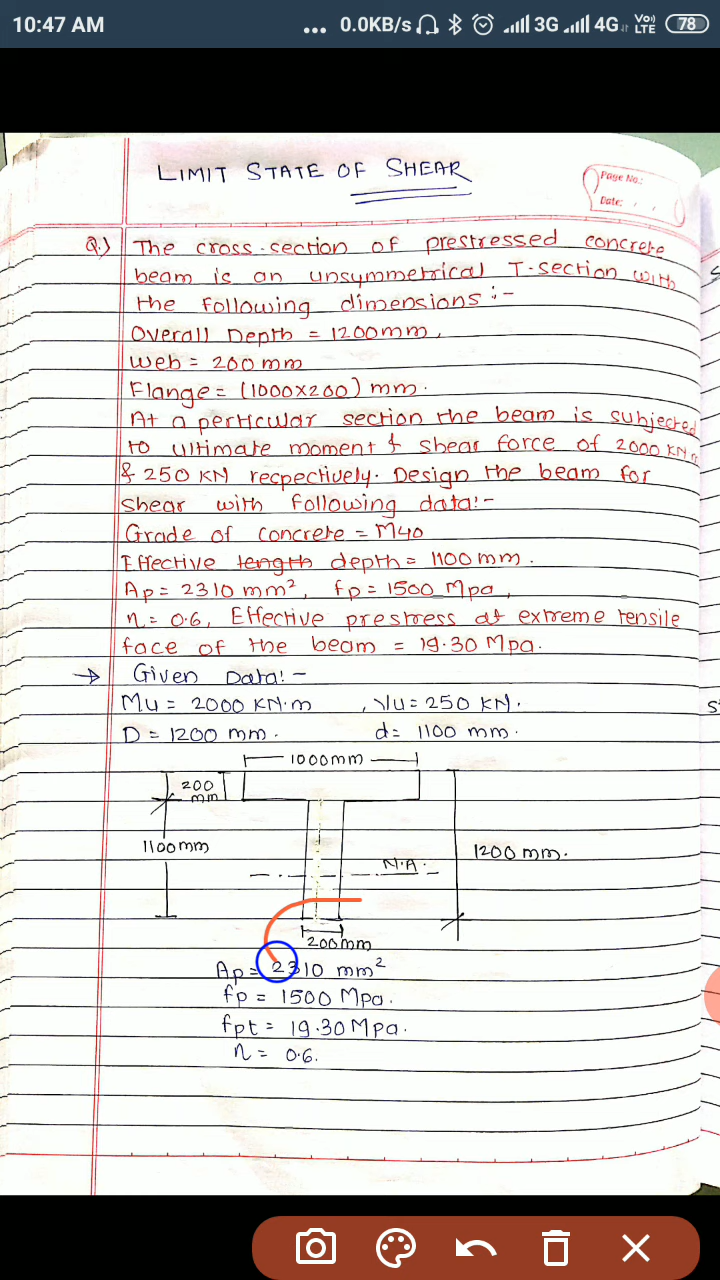 10:47 AM
... 0.0KB/s 3G 4G VoLTE 78
LIMIT STATE OF SHEAR
Page No.:
Date:
Q.) The cross-section of prestressed concrete
beam is an unsymmetrical T-section with
the following dimensions :-
Overall Depth = 1200mm,
Web = 200 mm
Flange = (1000x200) mm.
At a perticular section the beam is subjected
to ultimate moment & shear force of 2000 KN
& 250 KN recpectively. Design the beam for
shear with following data:-
Grade of concrete = M40
Effective length depth = 1100 mm.
Ap = 2310 mm², fp = 1500 Mpa,
η = 0.6, Effective prestress at extreme tensile
face of the beam = 19.30 Mpa.
→ Given Data:-
Mu = 2000 KN.m , Vu = 250 KN.
D = 1200 mm. d = 1100 mm.
1000mm
200
mm
1100mm
N.A.
1200 mm.
200mm
Ap = 2310 mm²
fp = 1500 Mpa.
fpt = 19.30 Mpa.
η = 0.6.